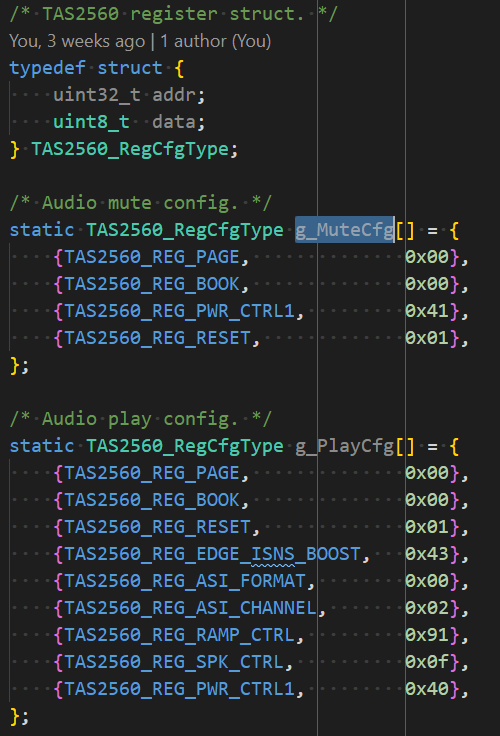 /* TAS2560 register struct. */
You, 3 weeks ago | 1 author (You)
typedef struct {
    uint32_t addr;
    uint8_t  data;
} TAS2560_RegCfgType;

/* Audio mute config. */
static TAS2560_RegCfgType g_MuteCfg[] = {
    {TAS2560_REG_PAGE,             0x00},
    {TAS2560_REG_BOOK,             0x00},
    {TAS2560_REG_PWR_CTRL1,        0x41},
    {TAS2560_REG_RESET,            0x01},
};

/* Audio play config. */
static TAS2560_RegCfgType g_PlayCfg[] = {
    {TAS2560_REG_PAGE,             0x00},
    {TAS2560_REG_BOOK,             0x00},
    {TAS2560_REG_RESET,            0x01},
    {TAS2560_REG_EDGE_ISNS_BOOST,  0x43},
    {TAS2560_REG_ASI_FORMAT,       0x00},
    {TAS2560_REG_ASI_CHANNEL,      0x02},
    {TAS2560_REG_RAMP_CTRL,        0x91},
    {TAS2560_REG_SPK_CTRL,         0x0f},
    {TAS2560_REG_PWR_CTRL1,        0x40},
};